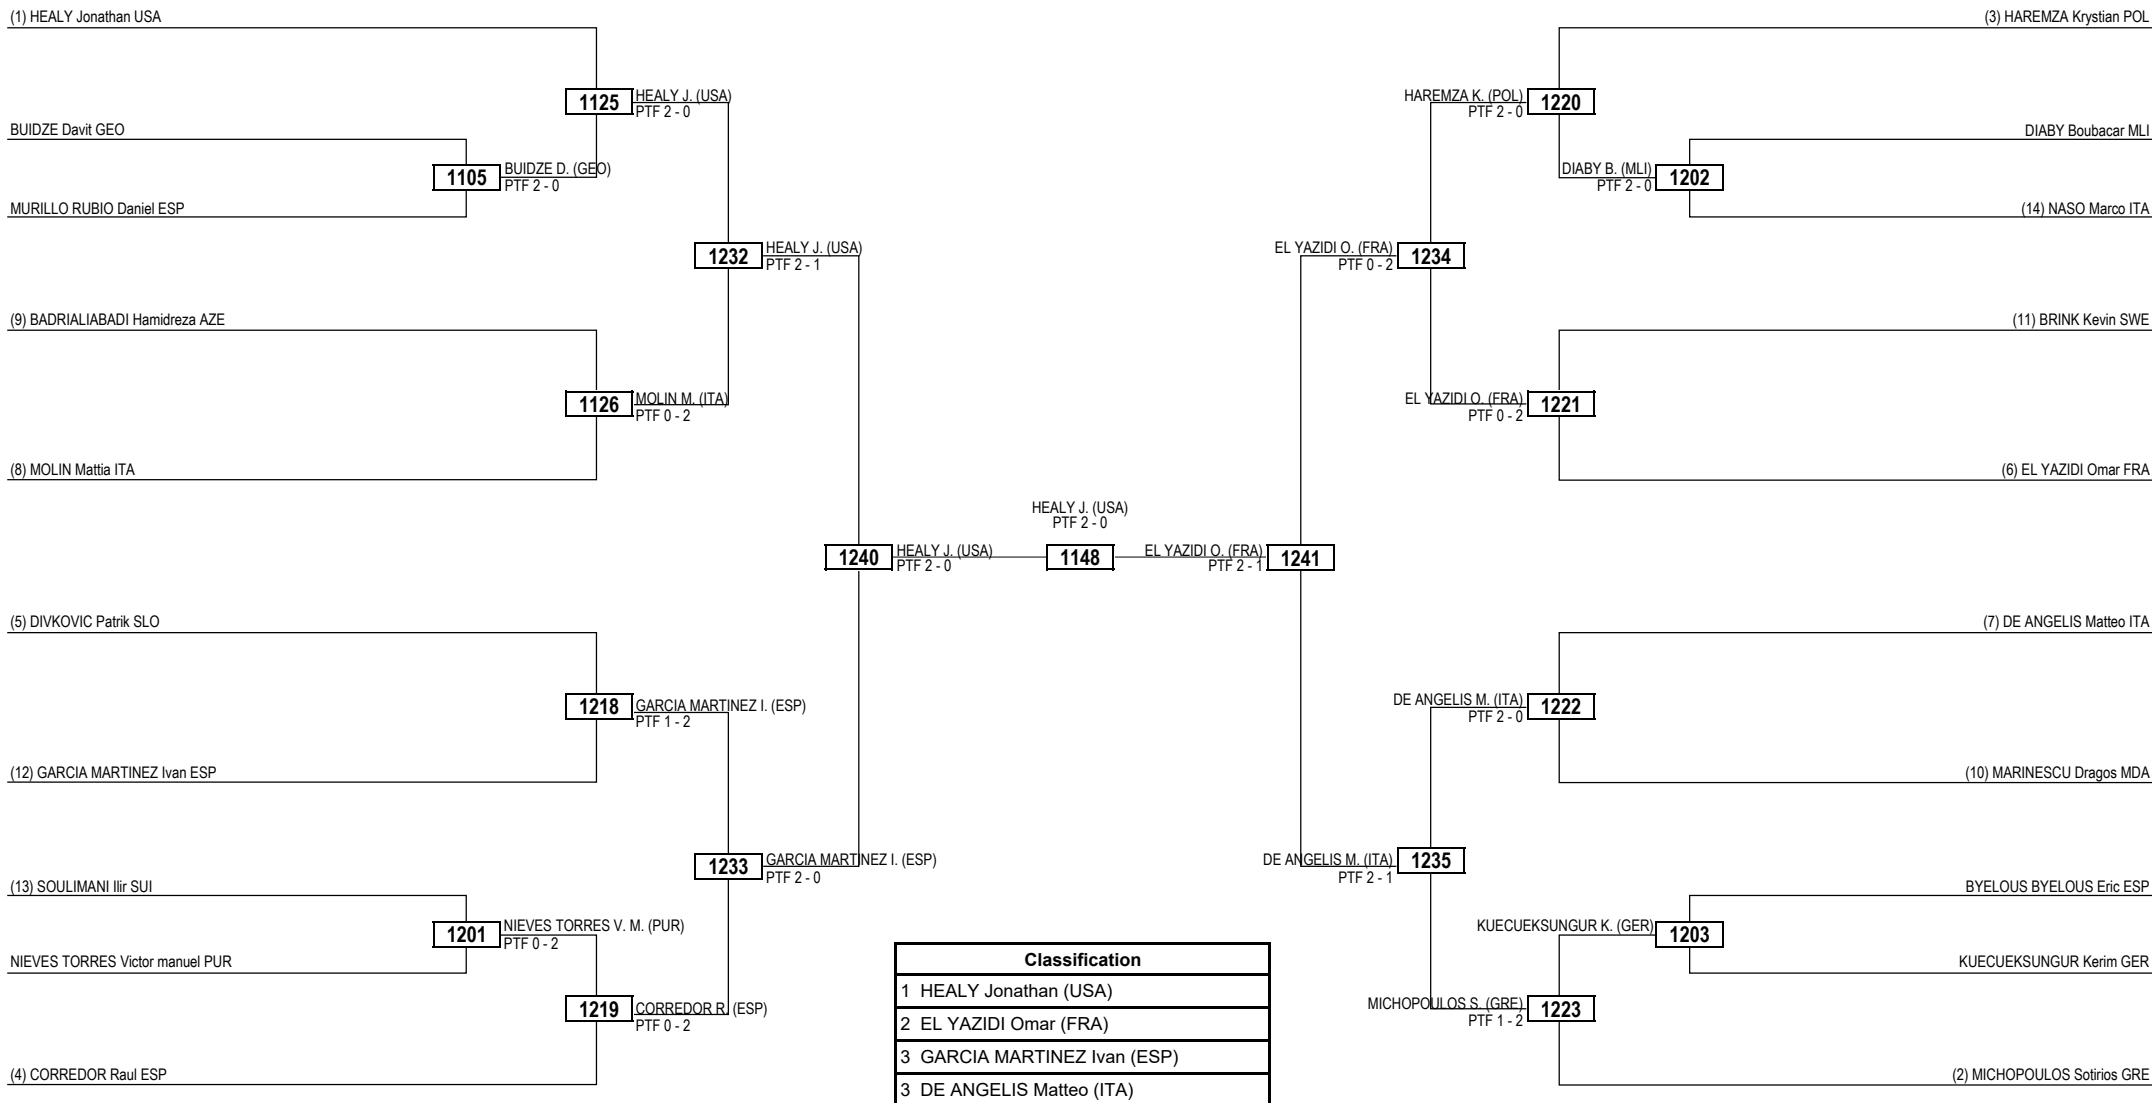 (1) HEALY Jonathan USA
(3) HAREMZA Krystian POL
1125
HEALY J. (USA)
PTF 2 - 0
HAREMZA K. (POL)
PTF 2 - 0
1220
BUIDZE Davit GEO
DIABY Boubacar MLI
1105
BUIDZE D. (GEO)
PTF 2 - 0
DIABY B. (MLI)
PTF 2 - 0
1202
MURILLO RUBIO Daniel ESP
(14) NASO Marco ITA
1232
HEALY J. (USA)
PTF 2 - 1
EL YAZIDI O. (FRA)
PTF 0 - 2
1234
(9) BADRIALIABADI Hamidreza AZE
(11) BRINK Kevin SWE
1126
MOLIN M. (ITA)
PTF 0 - 2
EL YAZIDI O. (FRA)
PTF 0 - 2
1221
(8) MOLIN Mattia ITA
(6) EL YAZIDI Omar FRA
HEALY J. (USA)
PTF 2 - 0
1240
HEALY J. (USA)
PTF 2 - 0
1148
EL YAZIDI O. (FRA)
PTF 2 - 1
1241
(5) DIVKOVIC Patrik SLO
(7) DE ANGELIS Matteo ITA
1218
GARCIA MARTINEZ I. (ESP)
PTF 1 - 2
DE ANGELIS M. (ITA)
PTF 2 - 0
1222
(12) GARCIA MARTINEZ Ivan ESP
(10) MARINESCU Dragos MDA
1233
GARCIA MARTINEZ I. (ESP)
PTF 2 - 0
DE ANGELIS M. (ITA)
PTF 2 - 1
1235
(13) SOULIMANI Ilir SUI
BYELOUS BYELOUS Eric ESP
1201
NIEVES TORRES V. M. (PUR)
PTF 0 - 2
KUECUEKSUNGUR K. (GER)
1203
NIEVES TORRES Victor manuel PUR
KUECUEKSUNGUR Kerim GER
1219
CORREDOR R. (ESP)
PTF 0 - 2
MICHOPOULOS S. (GRE)
PTF 1 - 2
1223
(4) CORREDOR Raul ESP
(2) MICHOPOULOS Sotirios GRE
Classification
1 HEALY Jonathan (USA)
2 EL YAZIDI Omar (FRA)
3 GARCIA MARTINEZ Ivan (ESP)
3 DE ANGELIS Matteo (ITA)